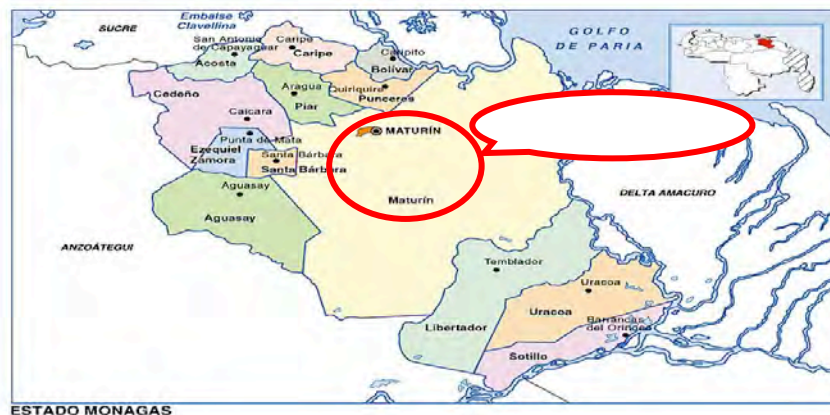 SUCRE
Embalse
Clavellina
GOLFO
DE PARIA
San Antonio
de Capayaguar
Acosta
Caripe
Caripe
Caripito
Bolívar
Cedeño
Aragua
Piar
Quiriquire
Punceres
Caicara
Punta de Mata
Ezequiel
Zamora
Santa Bárbara
Santa Bárbara
MATURÍN
Maturín
Aguasay
Aguasay
DELTA AMACURO
ANZOÁTEGUI
Temblador
Libertador
Uracoa
Uracoa
Barrancas
del Orinoco
Sotillo
ESTADO MONAGAS